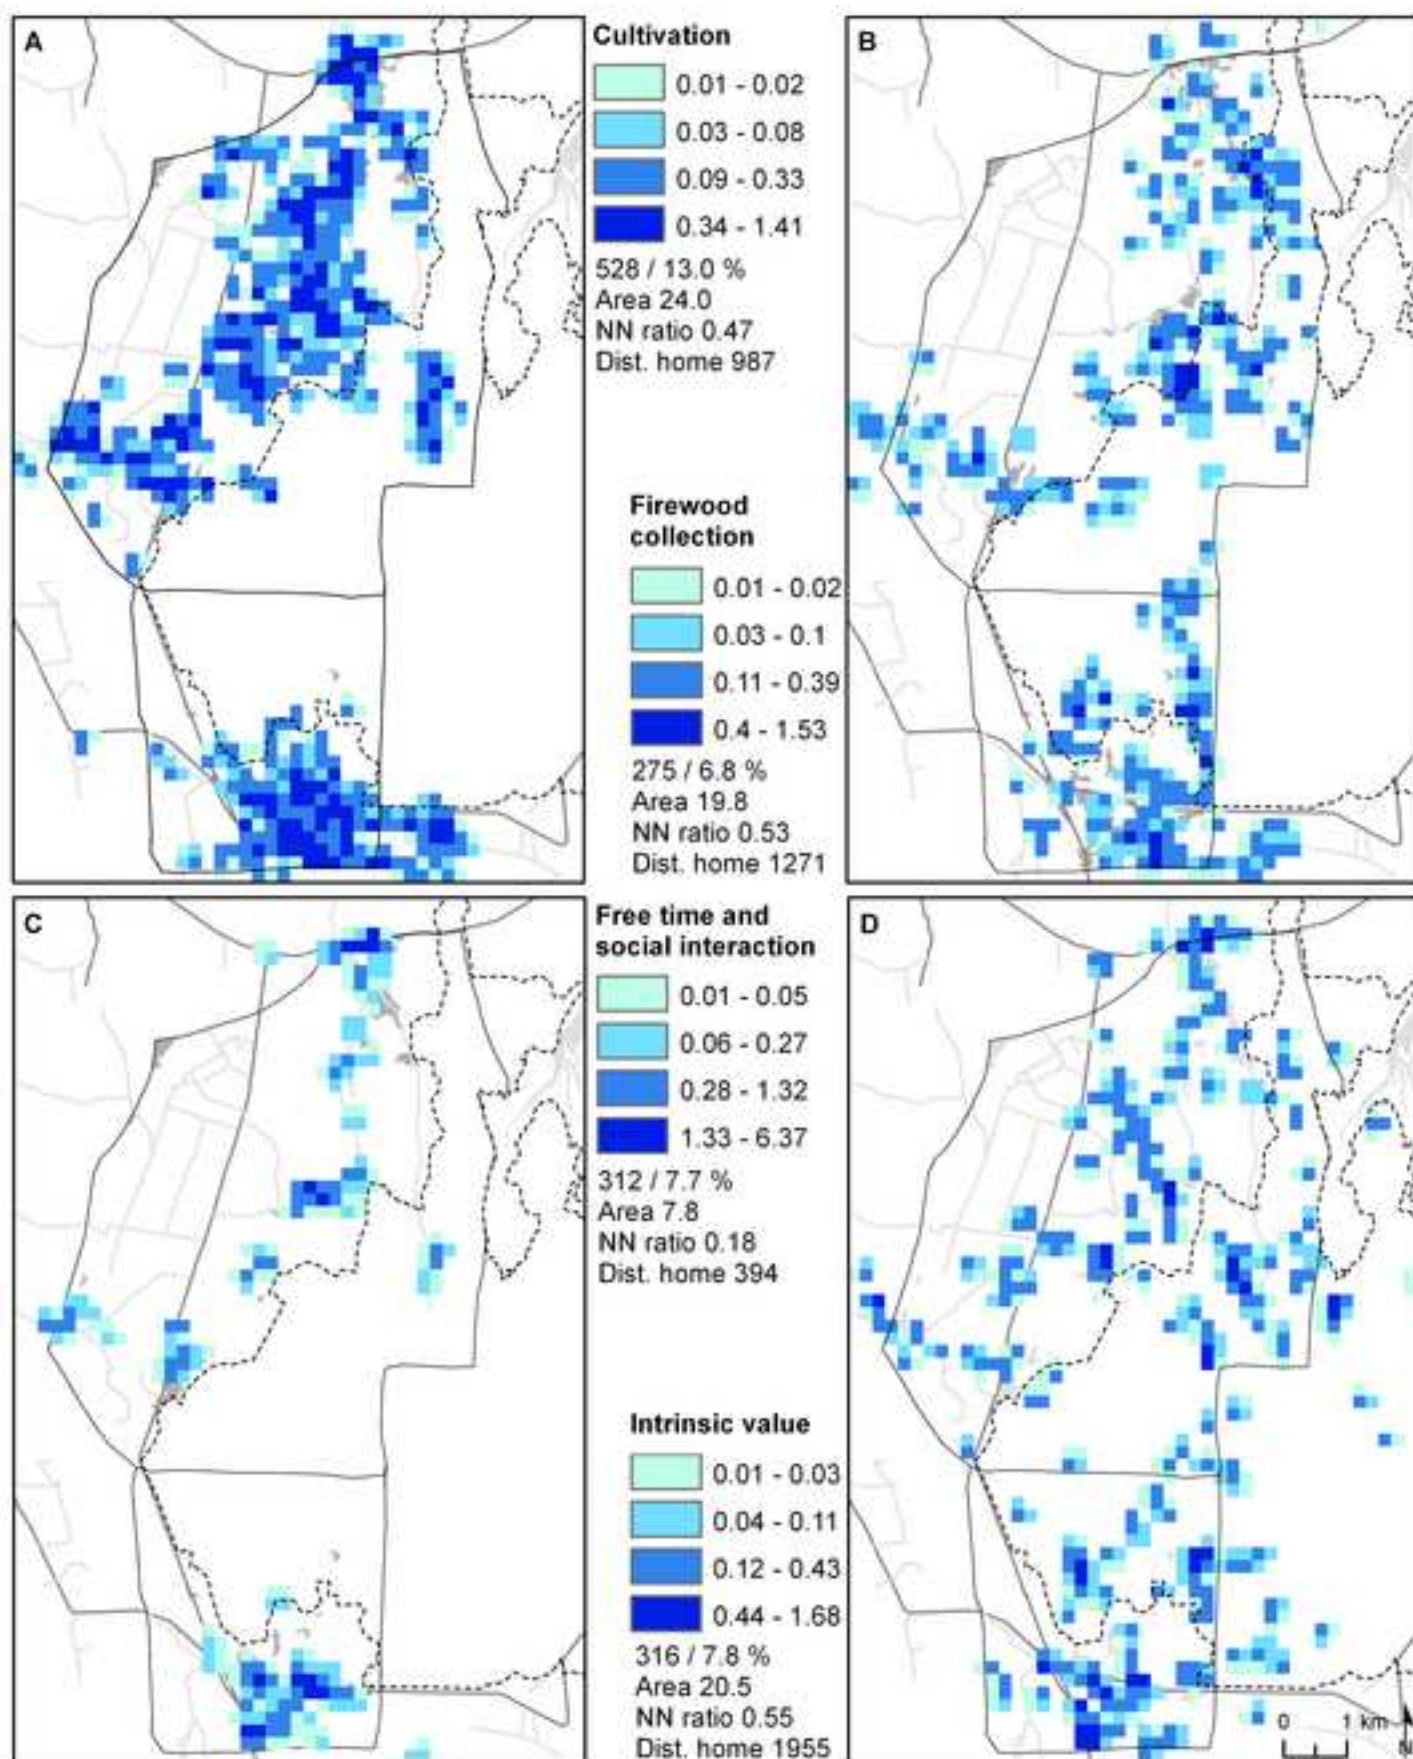 A
Cultivation
0.01 - 0.02
0.03 - 0.08
0.09 - 0.33
0.34 - 1.41
528 / 13.0 %
Area 24.0
NN ratio 0.47
Dist. home 987
B
Firewood
collection
0.01 - 0.02
0.03 - 0.1
0.11 - 0.39
0.4 - 1.53
275 / 6.8 %
Area 19.8
NN ratio 0.53
Dist. home 1271
C
Free time and
social interaction
0.01 - 0.05
0.06 - 0.27
0.28 - 1.32
1.33 - 6.37
312 / 7.7 %
Area 7.8
NN ratio 0.18
Dist. home 394
D
Intrinsic value
0.01 - 0.03
0.04 - 0.11
0.12 - 0.43
0.44 - 1.68
316 / 7.8 %
Area 20.5
NN ratio 0.55
Dist. home 1955
0 1 km
N